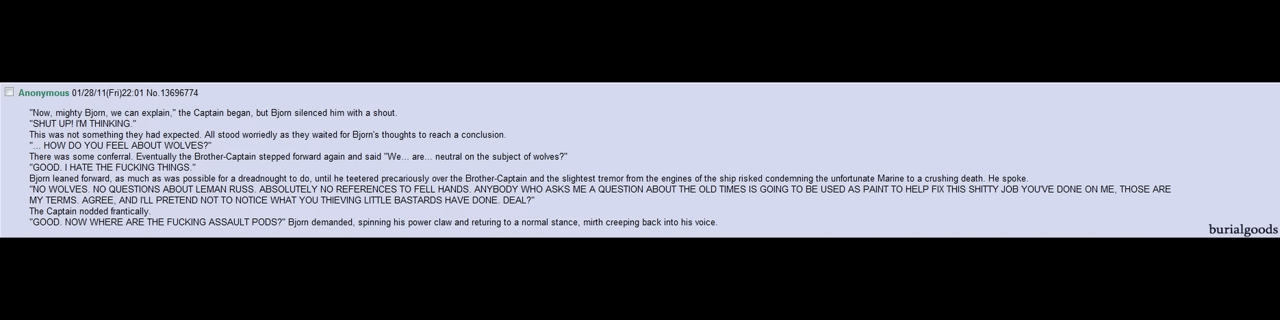 Anonymous 01/28/11(Fri)22:01 No.13696774
"Now, mighty Bjorn, we can explain," the Captain began, but Bjorn silenced him with a shout.
"SHUT UP! I'M THINKING."
This was not something they had expected. All stood worriedly as they waited for Bjorn's thoughts to reach a conclusion.
"... HOW DO YOU FEEL ABOUT WOLVES?"
There was some conferral. Eventually the Brother-Captain stepped forward again and said "We... are... neutral on the subject of wolves?"
"GOOD. I HATE THE FUCKING THINGS."
Bjorn leaned forward, as much as was possible for a dreadnought to do, until he teetered precariously over the Brother-Captain and the slightest tremor from the engines of the ship risked condemning the unfortunate Marine to a crushing death. He spoke.
"NO WOLVES. NO QUESTIONS ABOUT LEMAN RUSS. ABSOLUTELY NO REFERENCES TO FELL HANDS. ANYBODY WHO ASKS ME A QUESTION ABOUT THE OLD TIMES IS GOING TO BE USED AS PAINT TO HELP FIX THIS SHITTY JOB YOU'VE DONE ON ME, THOSE ARE
MY TERMS. AGREE, AND I'LL PRETEND NOT TO NOTICE WHAT YOU THIEVING LITTLE BASTARDS HAVE DONE. DEAL?"
The Captain nodded frantically.
"GOOD. NOW WHERE ARE THE FUCKING ASSAULT PODS?" Bjorn demanded, spinning his power claw and returing to a normal stance, mirth creeping back into his voice.
burialgoods